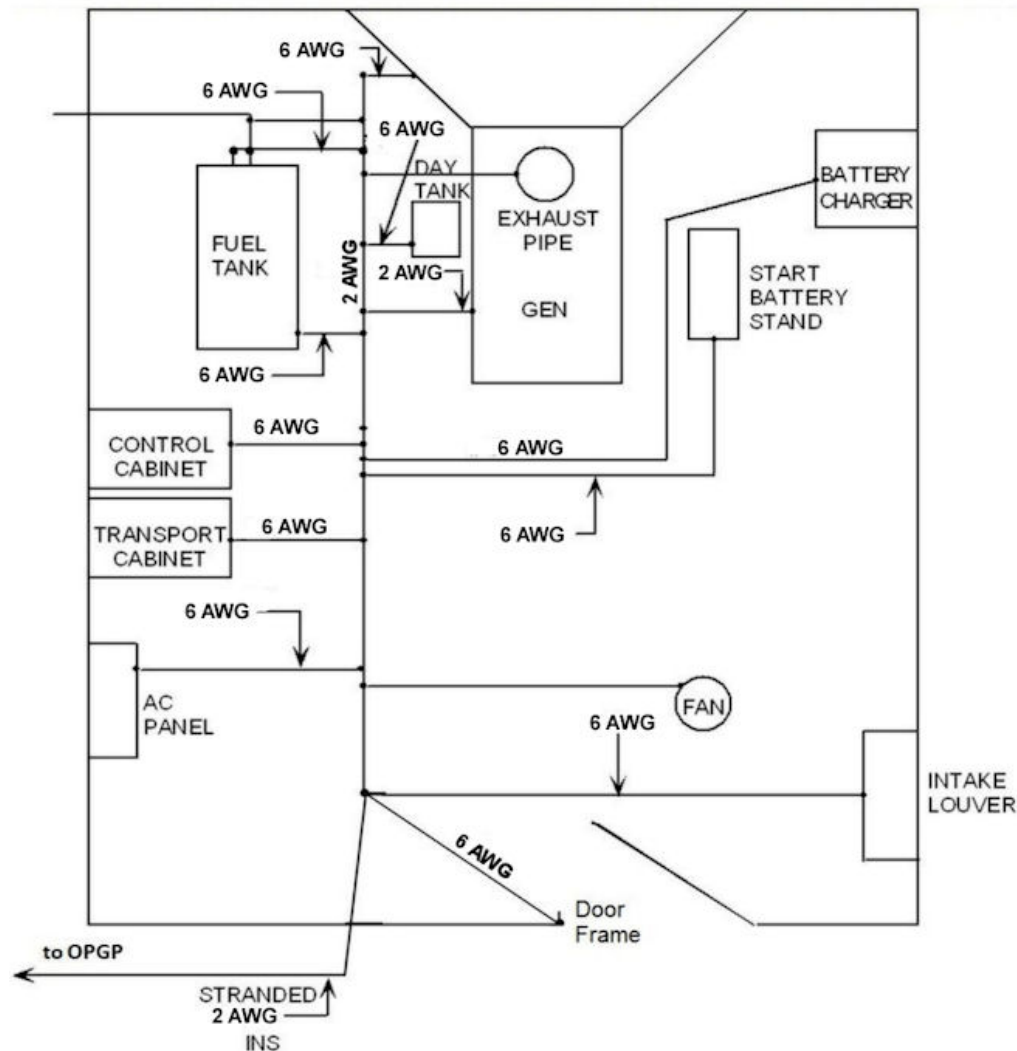 6 AWG
6 AWG
6 AWG
DAY
TANK
BATTERY
CHARGER
FUEL
TANK
EXHAUST
PIPE
2 AWG
2 AWG
START
BATTERY
STAND
GEN
6 AWG
6 AWG
CONTROL
CABINET
6 AWG
6 AWG
TRANSPORT
CABINET
6 AWG
6 AWG
AC
PANEL
FAN
6 AWG
INTAKE
LOUVER
6 AWG
Door
Frame
to OPGP
STRANDED
2 AWG
INS